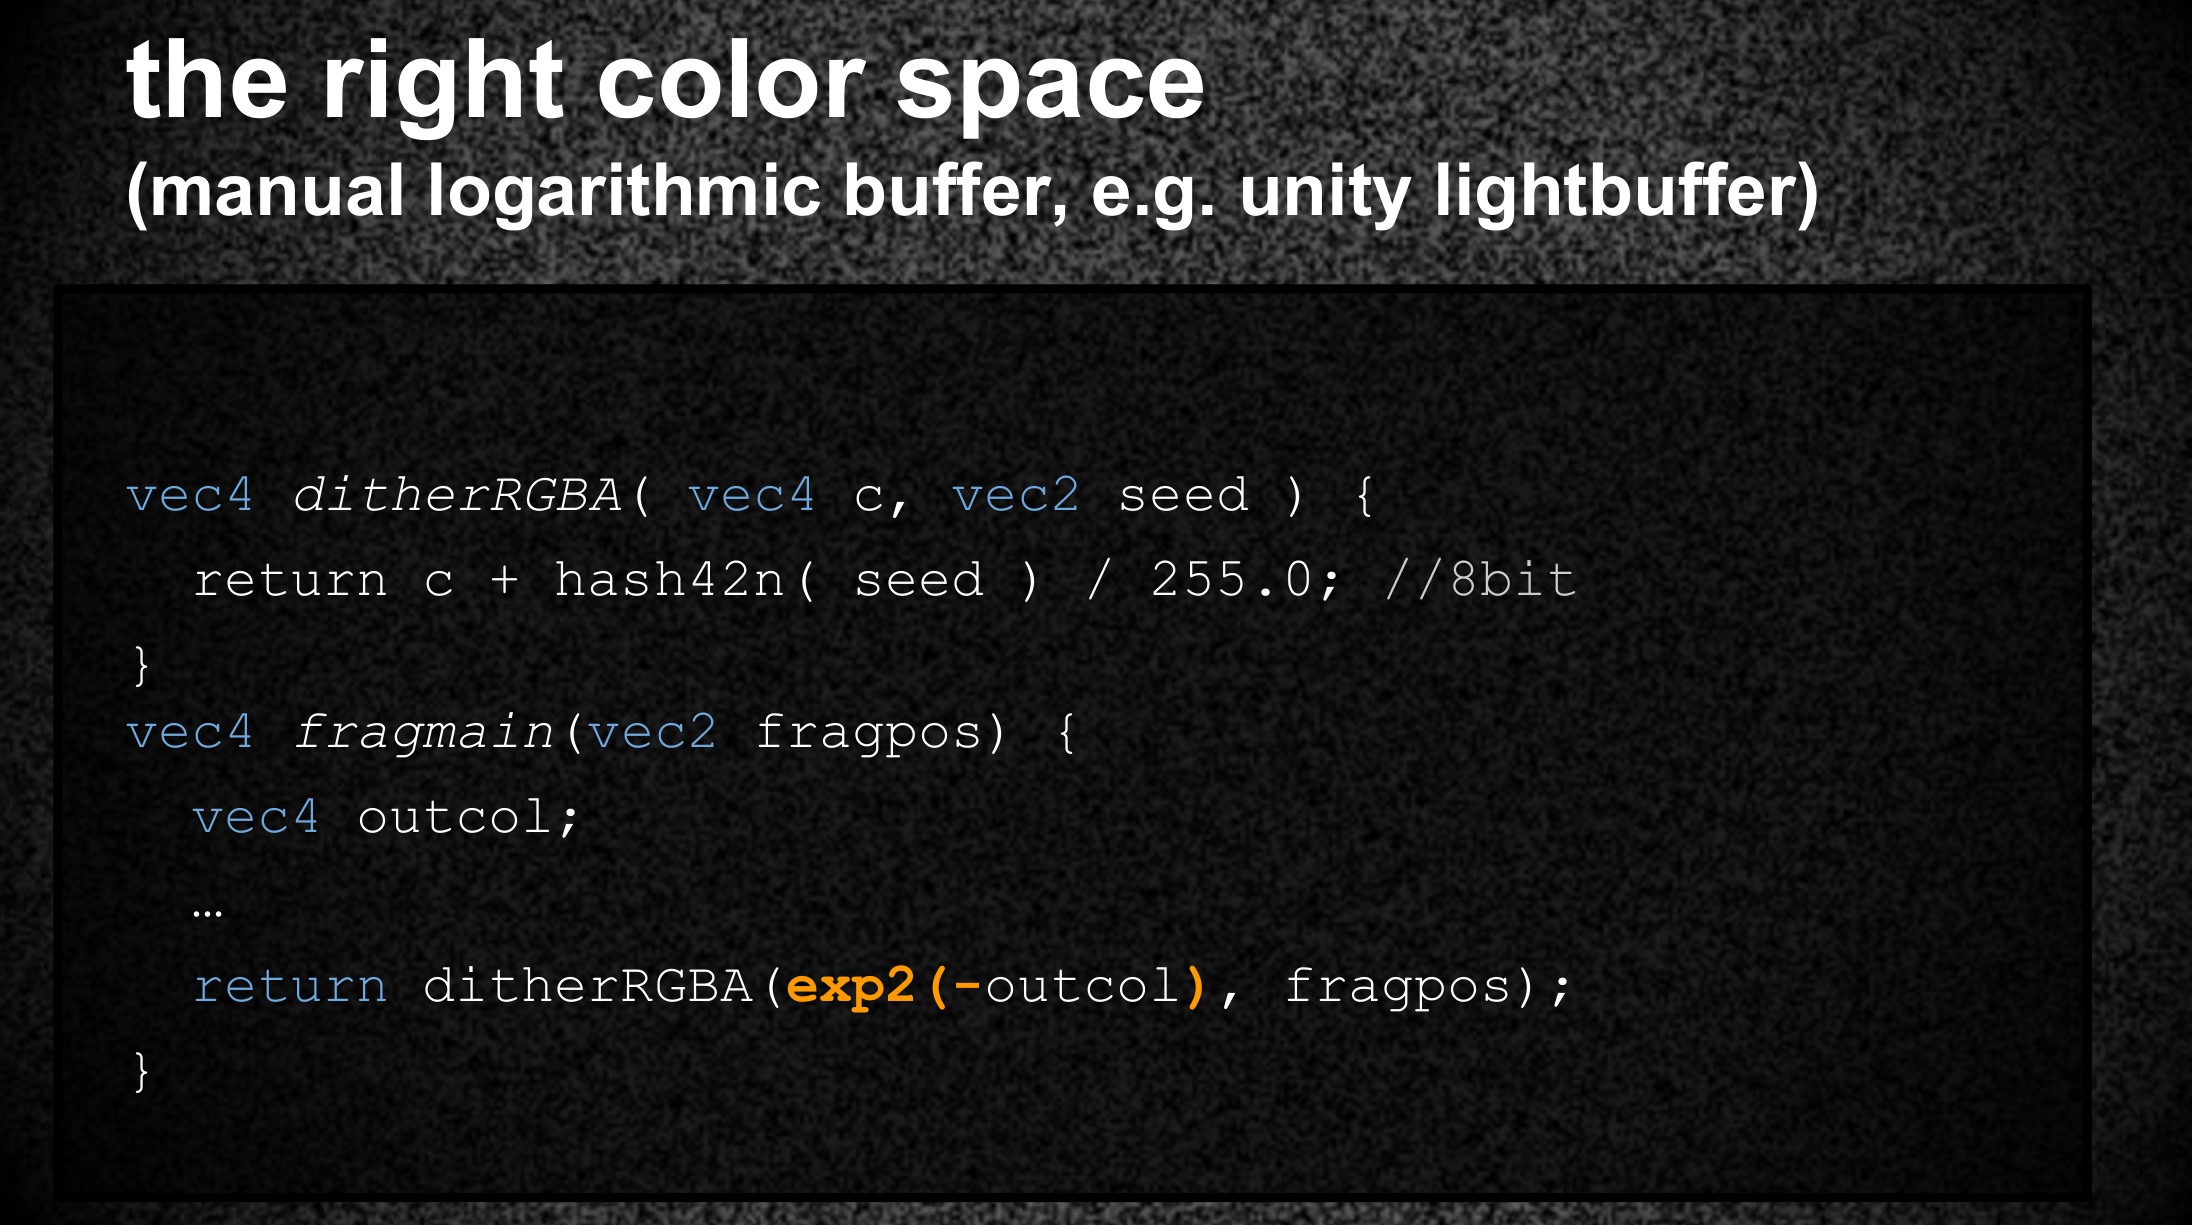 the right color space
(manual logarithmic buffer, e.g. unity lightbuffer)
vec4 ditherRGBA( vec4 c, vec2 seed ) {
return c + hash42n( seed ) / 255.0; //8bit
}
vec4 fragmain(vec2 fragpos) {
vec4 outcol;
…
return ditherRGBA(exp2(-outcol), fragpos);
}